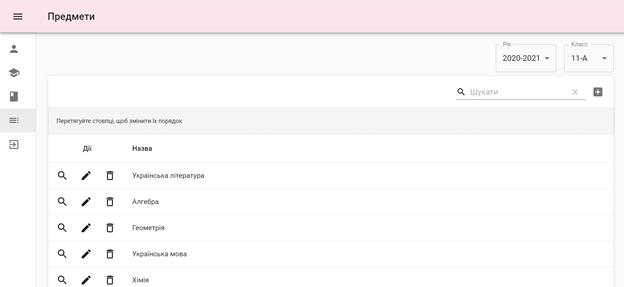 Предмети
Рік
Класс
2020-2021
11-А
Шукати
Перетягуйте стовпці, щоб змінити їх порядок
Дії
Назва
Українська література
Алгебра
Геометрія
Українська мова
Хімія